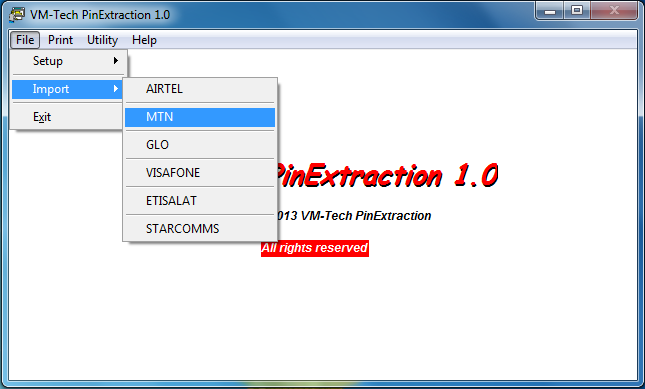 VM-Tech PinExtraction 1.0
File Print Utility Help
Setup
Import
Exit
AIRTEL
MTN
GLO
VISAFONE
ETISALAT
STARCOMMS
PinExtraction 1.0
2013 VM-Tech PinExtraction
All rights reserved